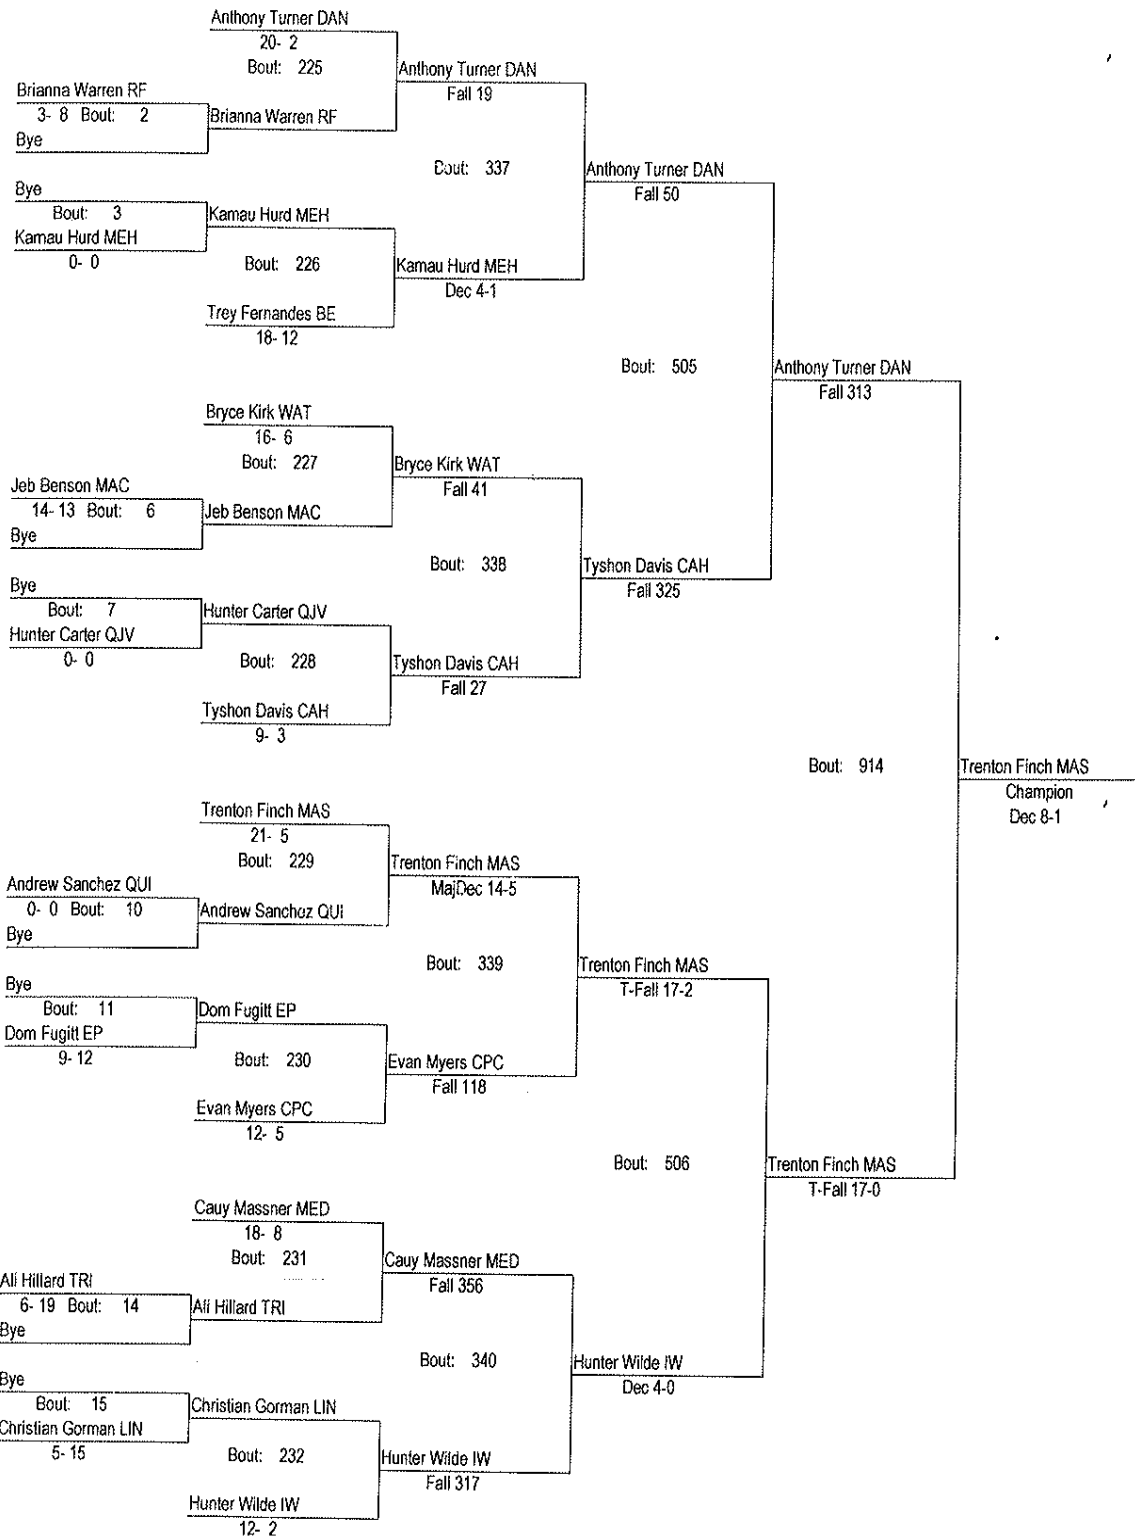 Anthony Turner DAN
20- 2
Bout: 225
Anthony Turner DAN
Fall 19
Brianna Warren RF
3- 8 Bout: 2
Brianna Warren RF
Bye
Bout: 337
Anthony Turner DAN
Fall 50
Bye
Bout: 3
Kamau Hurd MEH
Kamau Hurd MEH
0- 0
Bout: 226
Kamau Hurd MEH
Dec 4-1
Trey Fernandes BE
18- 12
Bout: 505
Anthony Turner DAN
Fall 313
Bryce Kirk WAT
16- 6
Bout: 227
Bryce Kirk WAT
Fall 41
Jeb Benson MAC
14- 13 Bout: 6
Jeb Benson MAC
Bye
Bout: 338
Tyshon Davis CAH
Fall 325
Bye
Bout: 7
Hunter Carter QJV
Hunter Carter QJV
0- 0
Bout: 228
Tyshon Davis CAH
Fall 27
Tyshon Davis CAH
9- 3
Bout: 914
Trenton Finch MAS
Champion
Dec 8-1
Trenton Finch MAS
21- 5
Bout: 229
Trenton Finch MAS
MajDec 14-5
Andrew Sanchez QUI
0- 0 Bout: 10
Andrew Sanchez QUI
Bye
Bout: 339
Trenton Finch MAS
T-Fall 17-2
Bye
Bout: 11
Dom Fugitt EP
Dom Fugitt EP
9- 12
Bout: 230
Evan Myers CPC
Fall 118
Evan Myers CPC
12- 5
Bout: 506
Trenton Finch MAS
T-Fall 17-0
Cauy Massner MED
18- 8
Bout: 231
Cauy Massner MED
Fall 356
Ali Hillard TRI
6- 19 Bout: 14
Ali Hillard TRI
Bye
Bout: 340
Hunter Wilde IW
Dec 4-0
Bye
Bout: 15
Christian Gorman LIN
Christian Gorman LIN
5- 15
Bout: 232
Hunter Wilde IW
Fall 317
Hunter Wilde IW
12- 2